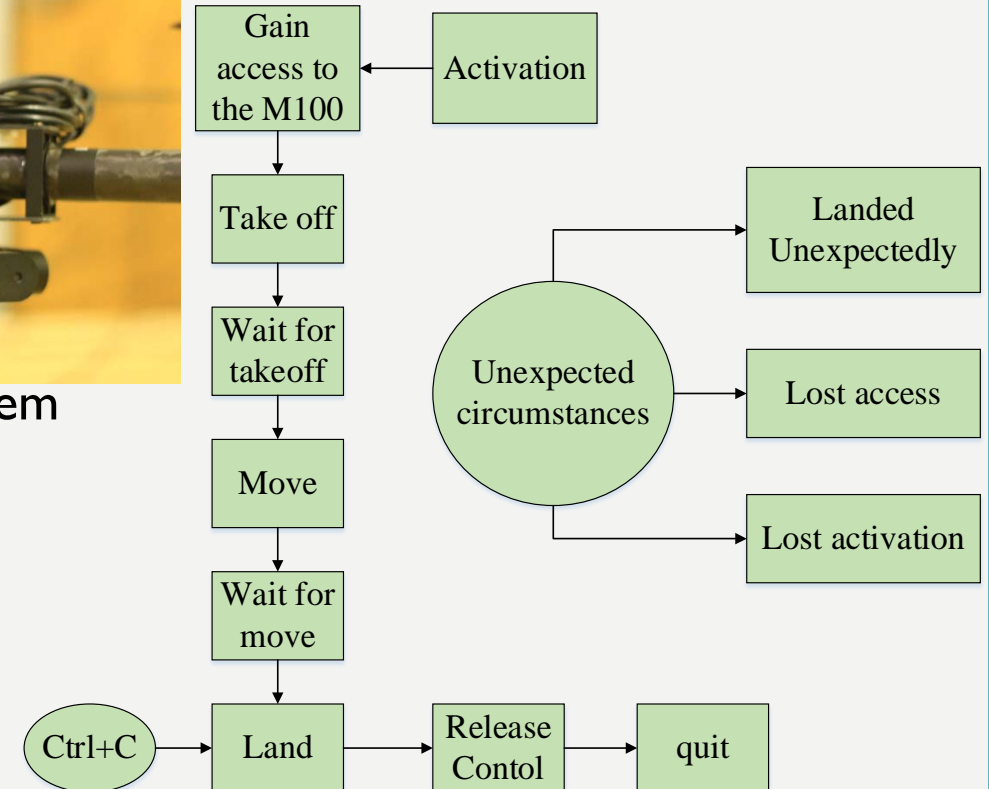 Gain
access to
the M100
Activation
Take off
Landed
Unexpectedly
Wait for
takeoff
Unexpected
circumstances
Lost access
em
Move
Lost activation
Wait for
move
Ctrl+C
Land
Release
Contol
quit